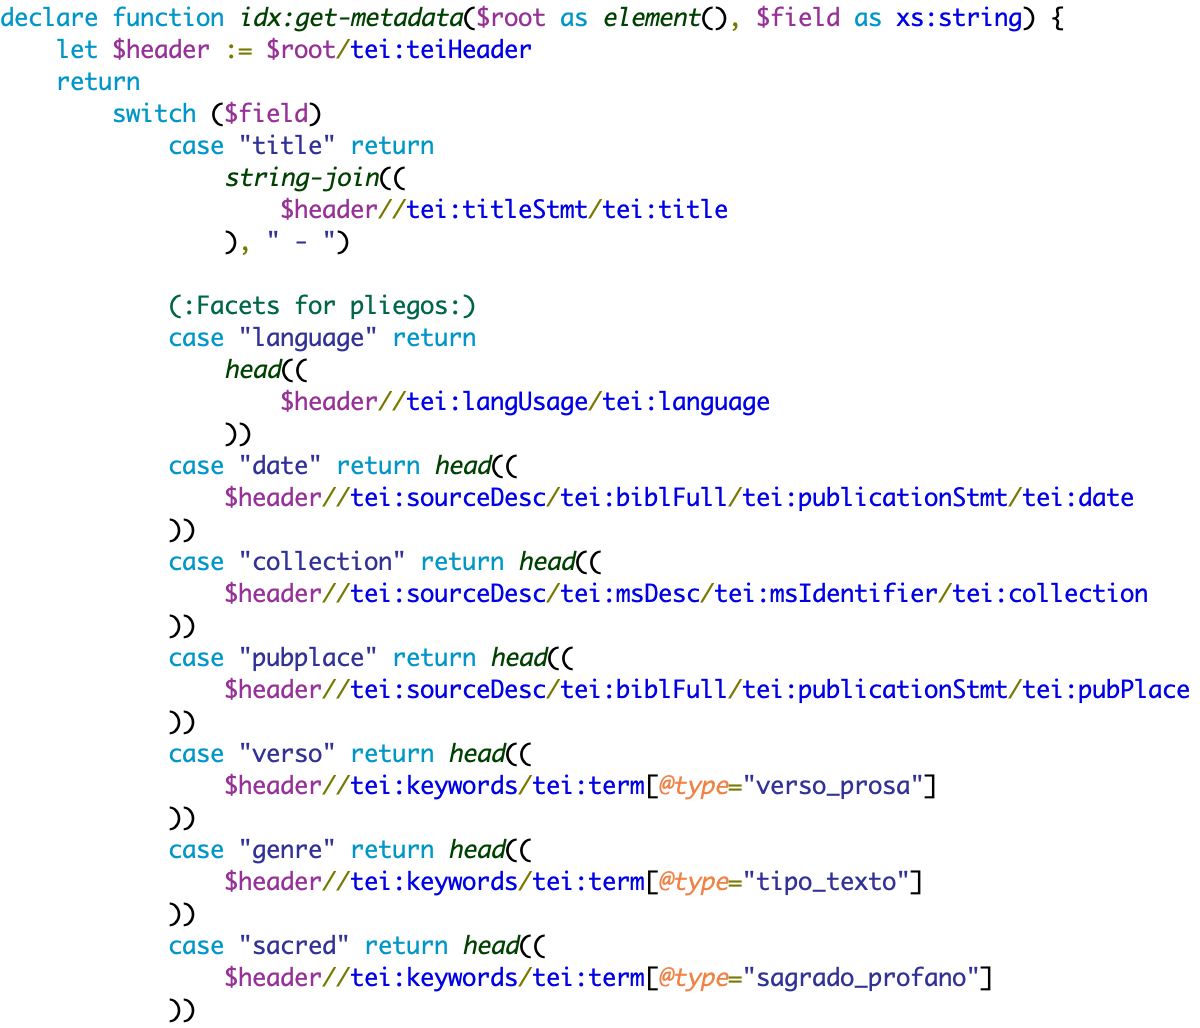 declare function idx:get-metadata($root as element(), $field as xs:string) {
    let $header := $root/tei:teiHeader
    return
        switch ($field)
            case "title" return
                string-join((
                    $header//tei:titleStmt/tei:title
                ), " - ")

            (:Facets for pliegos:)
            case "language" return
                head((
                    $header//tei:langUsage/tei:language
                ))
            case "date" return head((
                $header//tei:sourceDesc/tei:biblFull/tei:publicationStmt/tei:date
            ))
            case "collection" return head((
                $header//tei:sourceDesc/tei:msDesc/tei:msIdentifier/tei:collection
            ))
            case "pubplace" return head((
                $header//tei:sourceDesc/tei:biblFull/tei:publicationStmt/tei:pubPlace
            ))
            case "verso" return head((
                $header//tei:keywords/tei:term[@type="verso_prosa"]
            ))
            case "genre" return head((
                $header//tei:keywords/tei:term[@type="tipo_texto"]
            ))
            case "sacred" return head((
                $header//tei:keywords/tei:term[@type="sagrado_profano"]
            ))